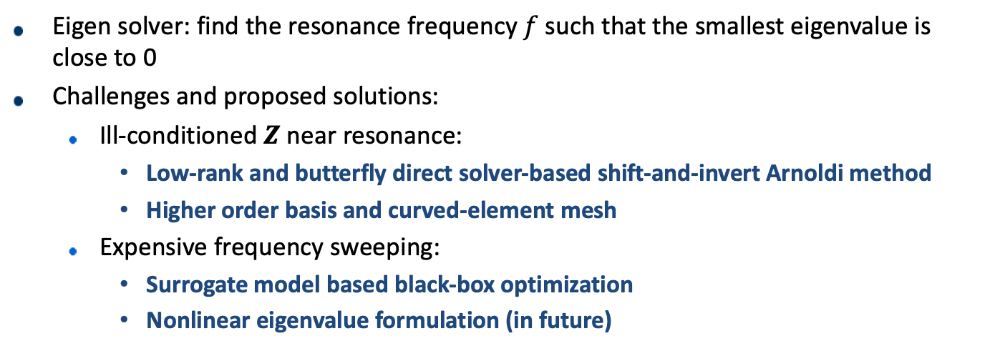 • Eigen solver: find the resonance frequency f such that the smallest eigenvalue is
close to 0
• Challenges and proposed solutions:
• Ill-conditioned Z near resonance:
• Low-rank and butterfly direct solver-based shift-and-invert Arnoldi method
• Higher order basis and curved-element mesh
• Expensive frequency sweeping:
• Surrogate model based black-box optimization
• Nonlinear eigenvalue formulation (in future)